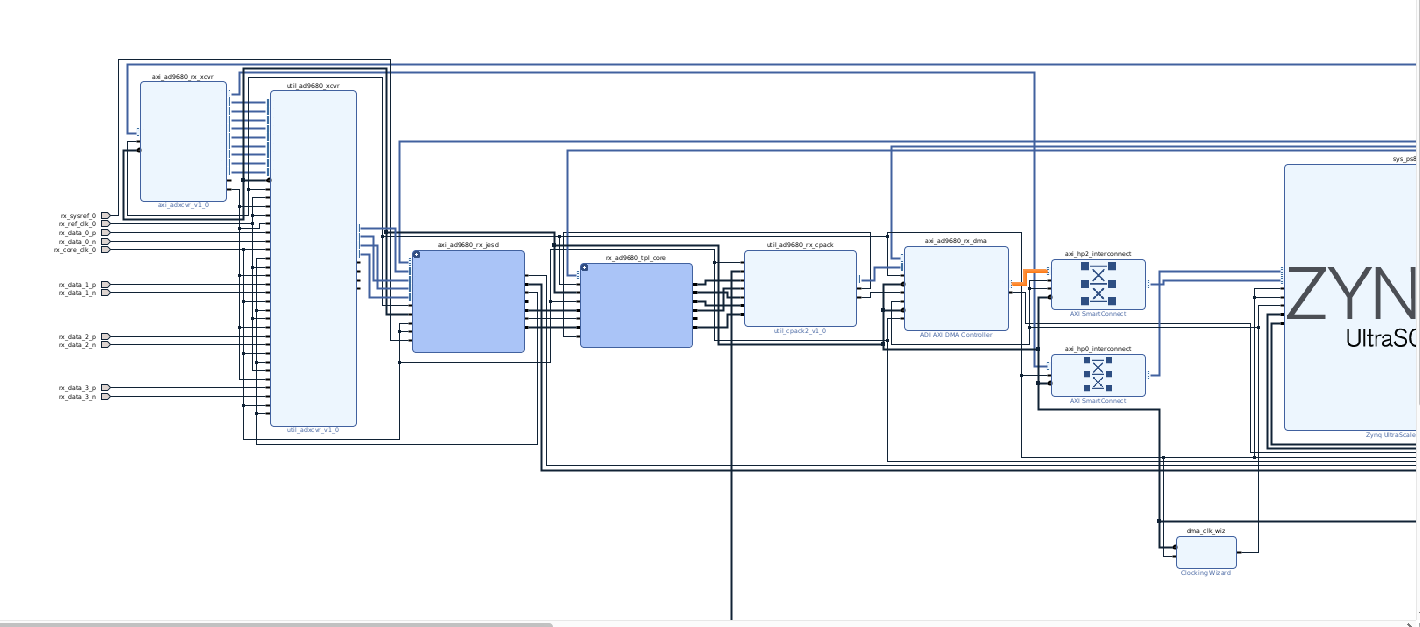 axi_ad9680_rx_xcvr
axi_adxcvr_v1_0
util_ad9680_xcvr
util_adxcvr_v1_0
rx_sysref_0
rx_ref_clk_0
rx_data_0_p
rx_data_0_n
rx_core_clk_0
rx_data_1_p
rx_data_1_n
rx_data_2_p
rx_data_2_n
rx_data_3_p
rx_data_3_n
axi_ad9680_rx_jesd
rx_ad9680_tpl_core
util_ad9680_rx_cpack
util_cpack2_v1_0
axi_ad9680_rx_dma
ADI AXI DMA Controller
axi_hp2_interconnect
AXI SmartConnect
axi_hp0_interconnect
AXI SmartConnect
sys_ps8
ZYN
UltraSC
Zynq UltraScale
dma_clk_wiz
Clocking Wizard